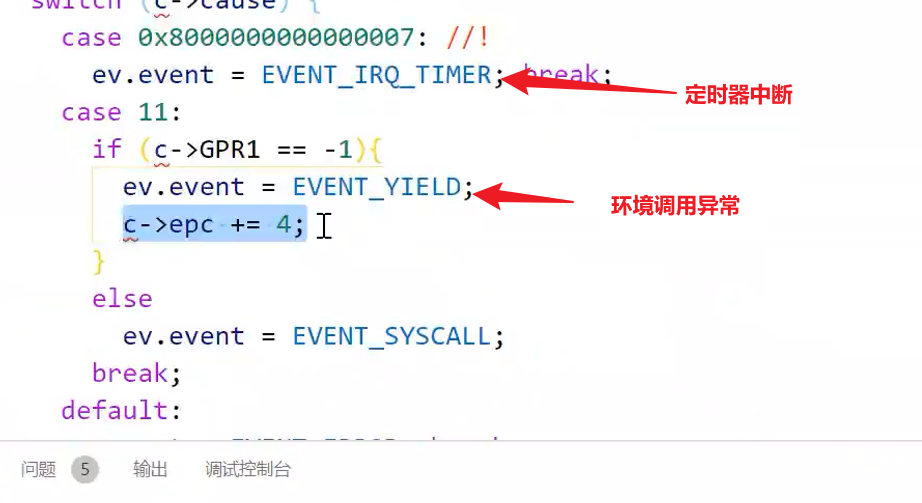 switch (c->cause) {
case 0x8000000000000007: //!
ev.event = EVENT_IRQ_TIMER; break;
定时器中断
case 11:
if (c->GPR1 == -1){
ev.event = EVENT_YIELD;
环境调用异常
c->epc += 4;
}
else
ev.event = EVENT_SYSCALL;
break;
default:
问题 5 输出 调试控制台